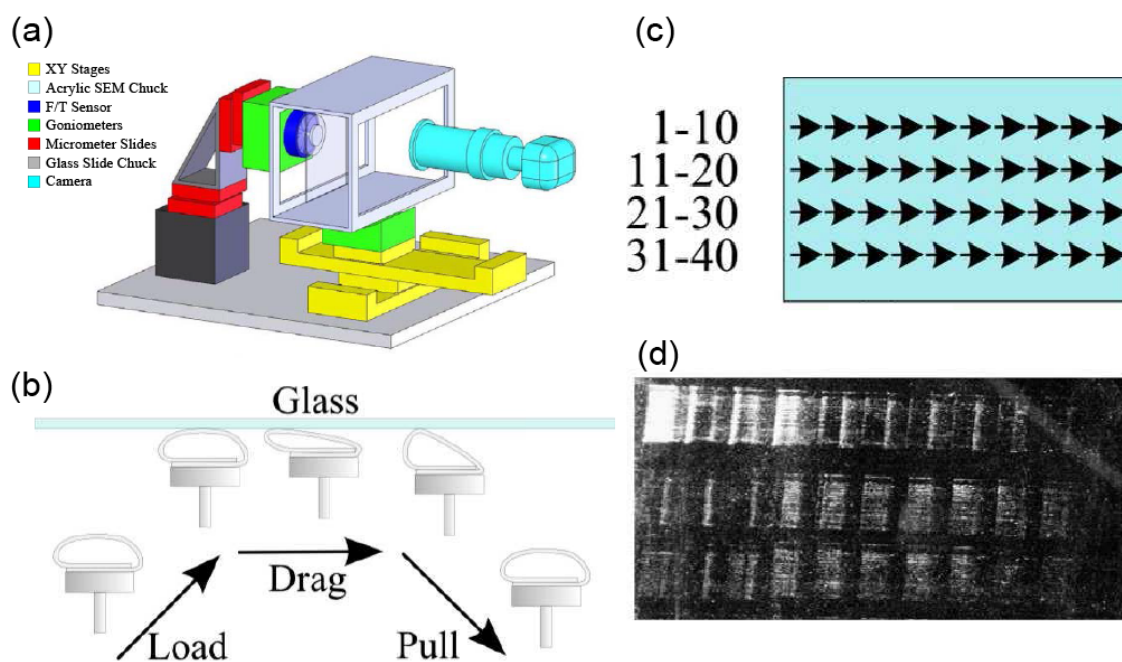 (a)
XY Stages
Acrylic SEM Chuck
F/T Sensor
Goniometers
Micrometer Slides
Glass Slide Chuck
Camera
(b)
Glass
Load
Drag
Pull
(c)
1-10
11-20
21-30
31-40
(d)